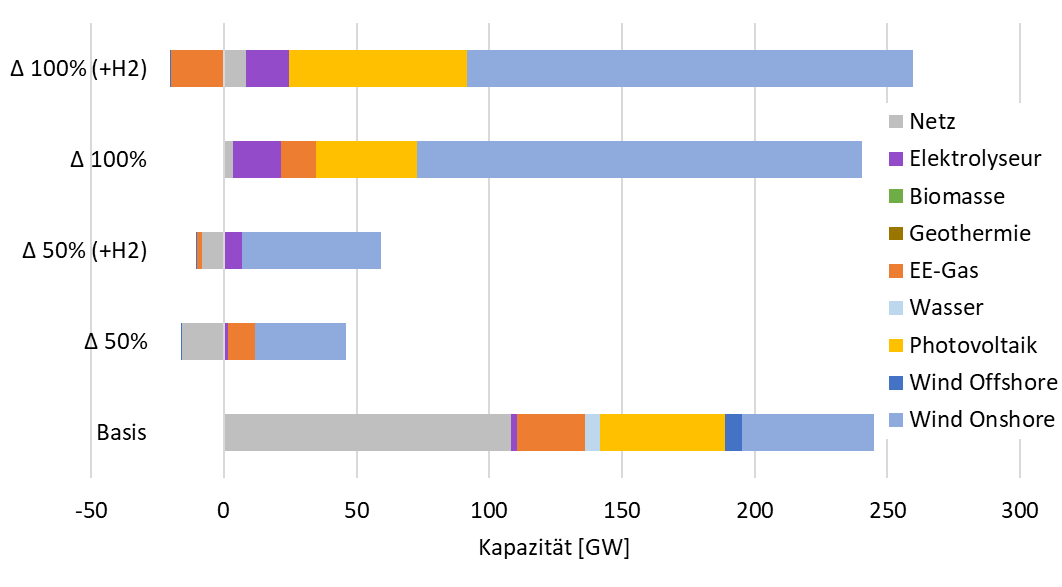 Δ 100% (+H2)
Δ 100%
Δ 50% (+H2)
Δ 50%
Basis
Netz
Elektrolyseur
Biomasse
Geothermie
EE-Gas
Wasser
Photovoltaik
Wind Offshore
Wind Onshore
-50 0 50 100 150 200 250 300
Kapazität [GW]